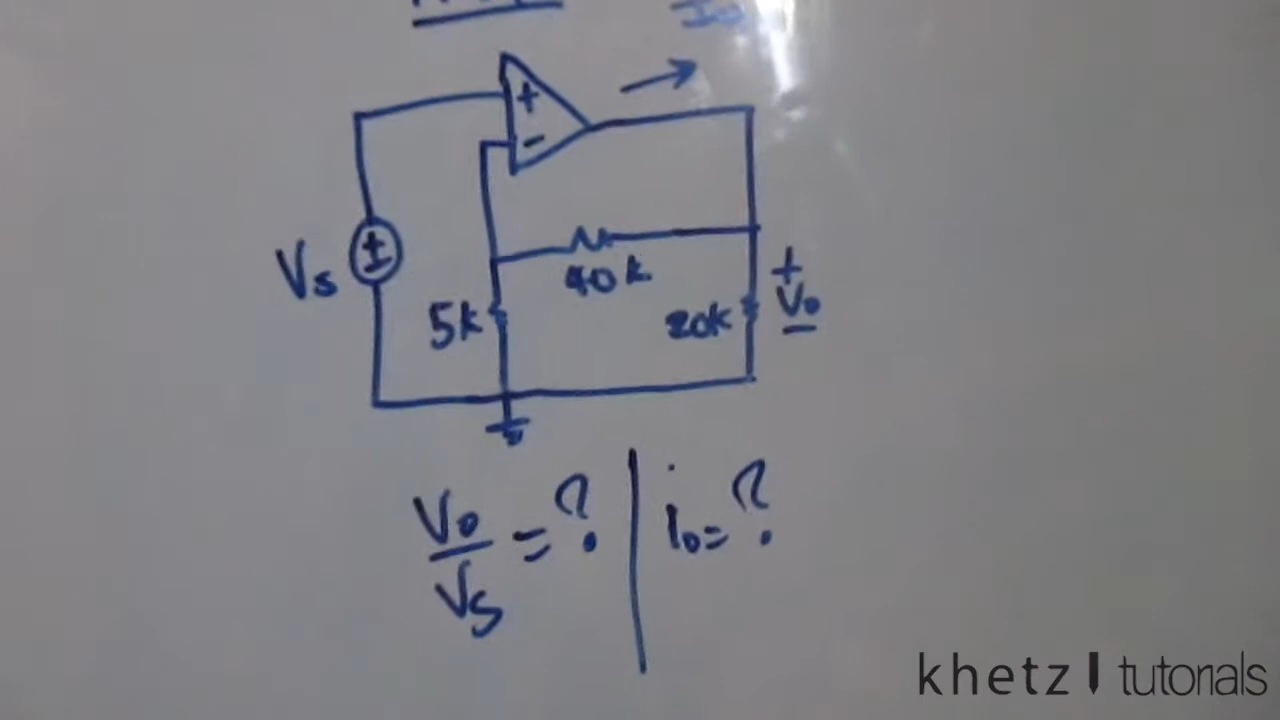 +
-
Vs
±
40k
+
Vo
-
5k
20k
Vo/Vs = ?
io = ?
khetz tutorials